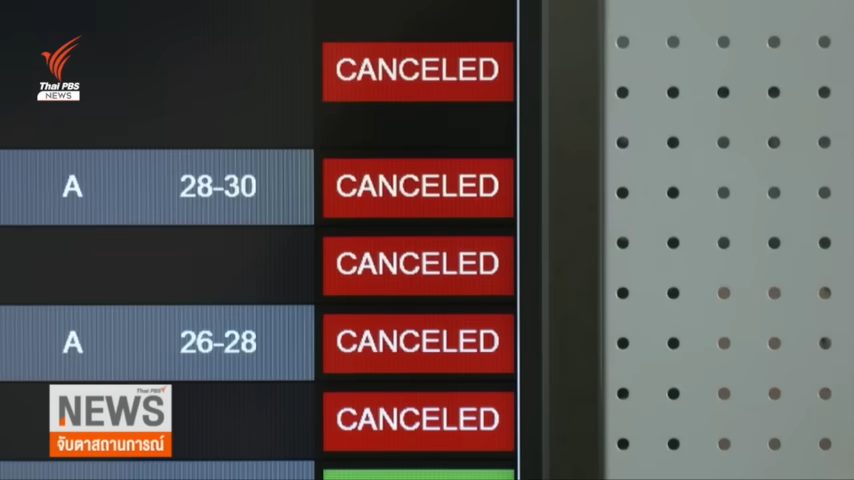 Thai PBS
NEWS
CANCELED
A 28-30 CANCELED
CANCELED
A 26-28 CANCELED
CANCELED
Thai PBS
NEWS
จับตาสถานการณ์